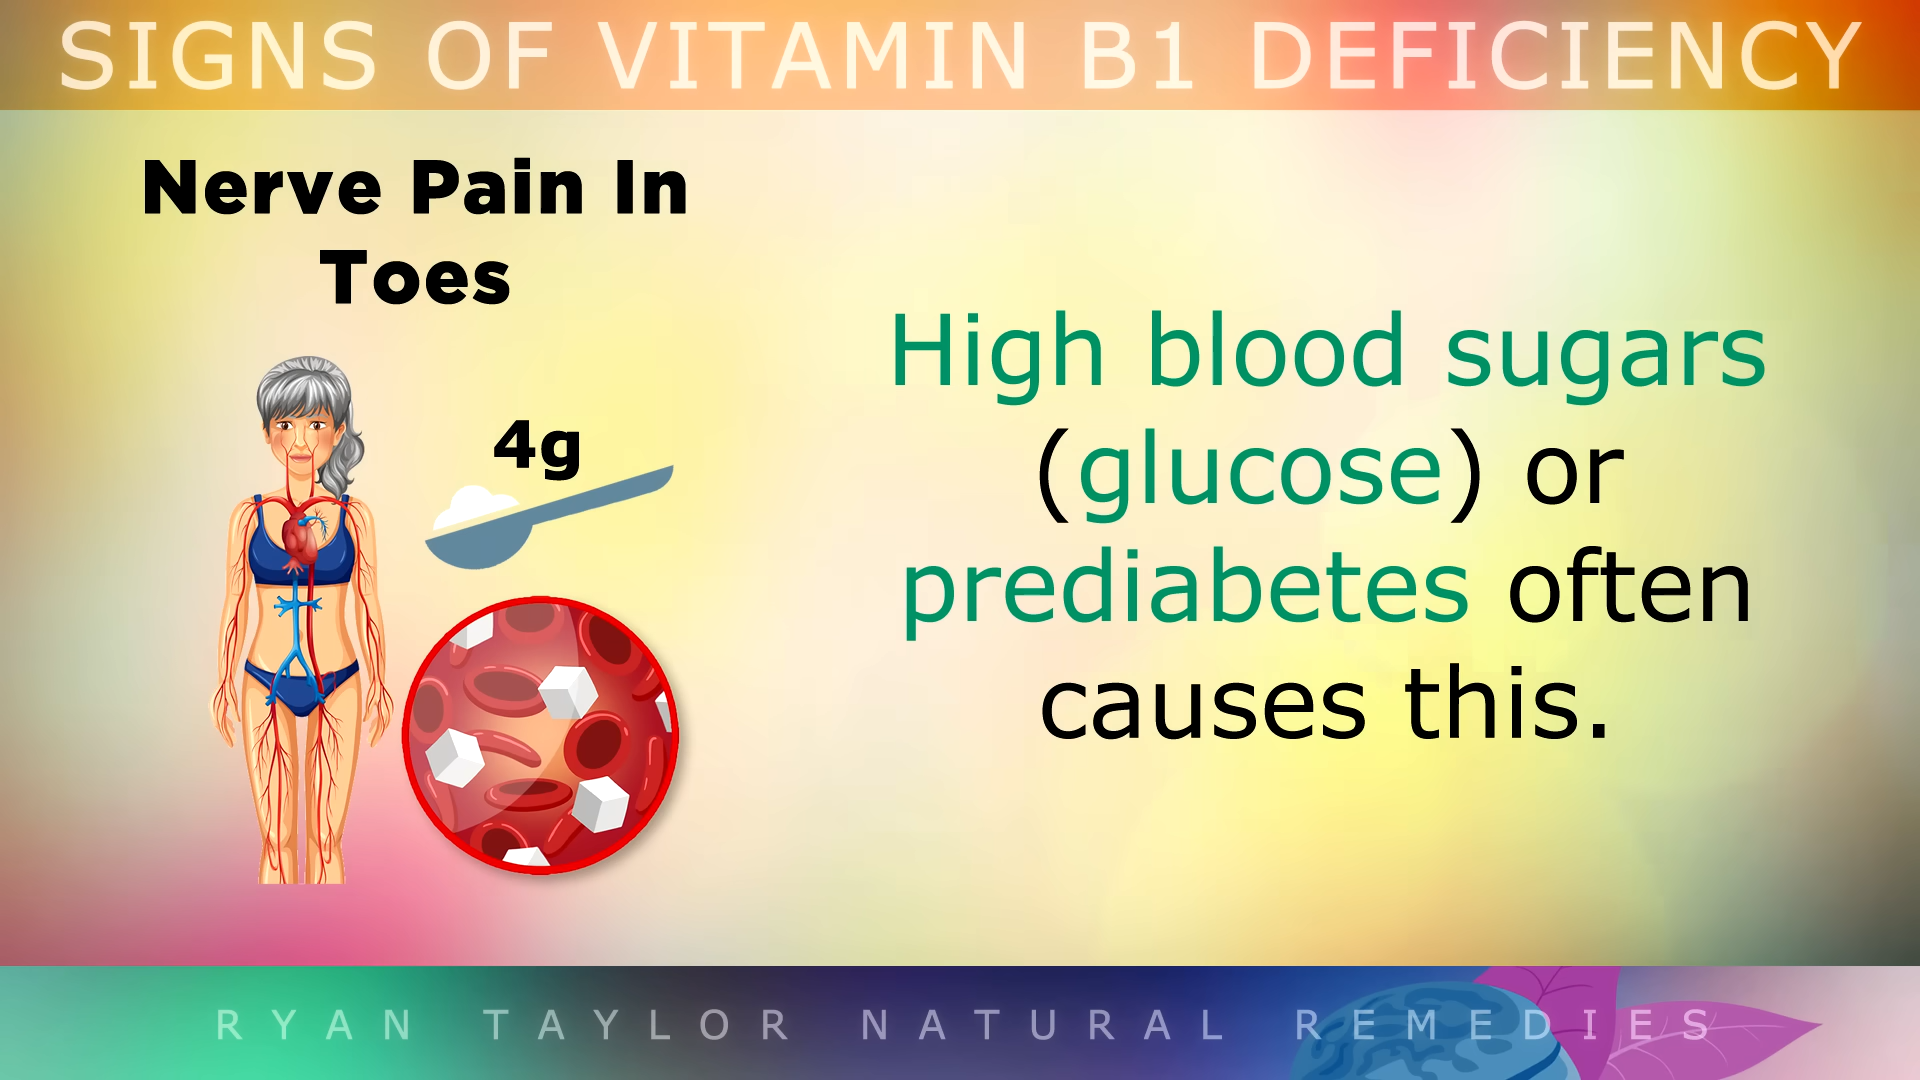 SIGNS OF VITAMIN B1 DEFICIENCY
Nerve Pain In
Toes
4g
High blood sugars
(glucose) or
prediabetes often
causes this.
RYAN TAYLOR NATURAL REMEDIES